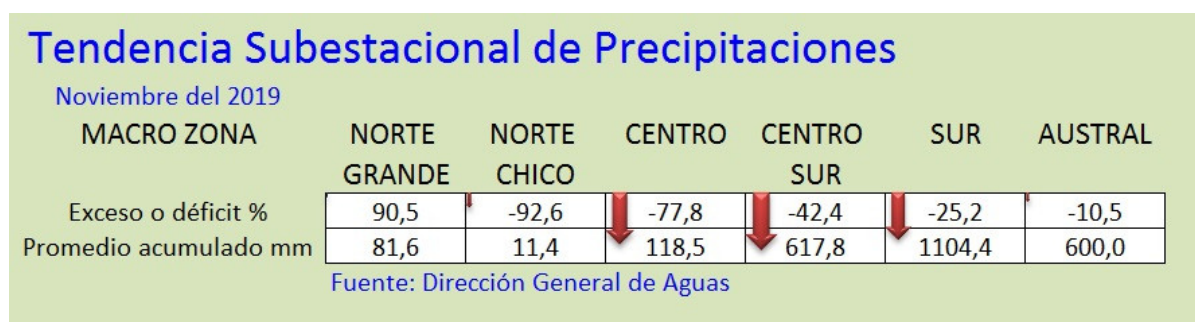 Tendencia Subestacional de Precipitaciones
Noviembre del 2019
MACRO ZONA NORTE NORTE CENTRO CENTRO SUR AUSTRAL
GRANDE CHICO SUR
Exceso o déficit % 90,5 -92,6 -77,8 -42,4 -25,2 -10,5
Promedio acumulado mm 81,6 11,4 118,5 617,8 1104,4 600,0
Fuente: Dirección General de Aguas